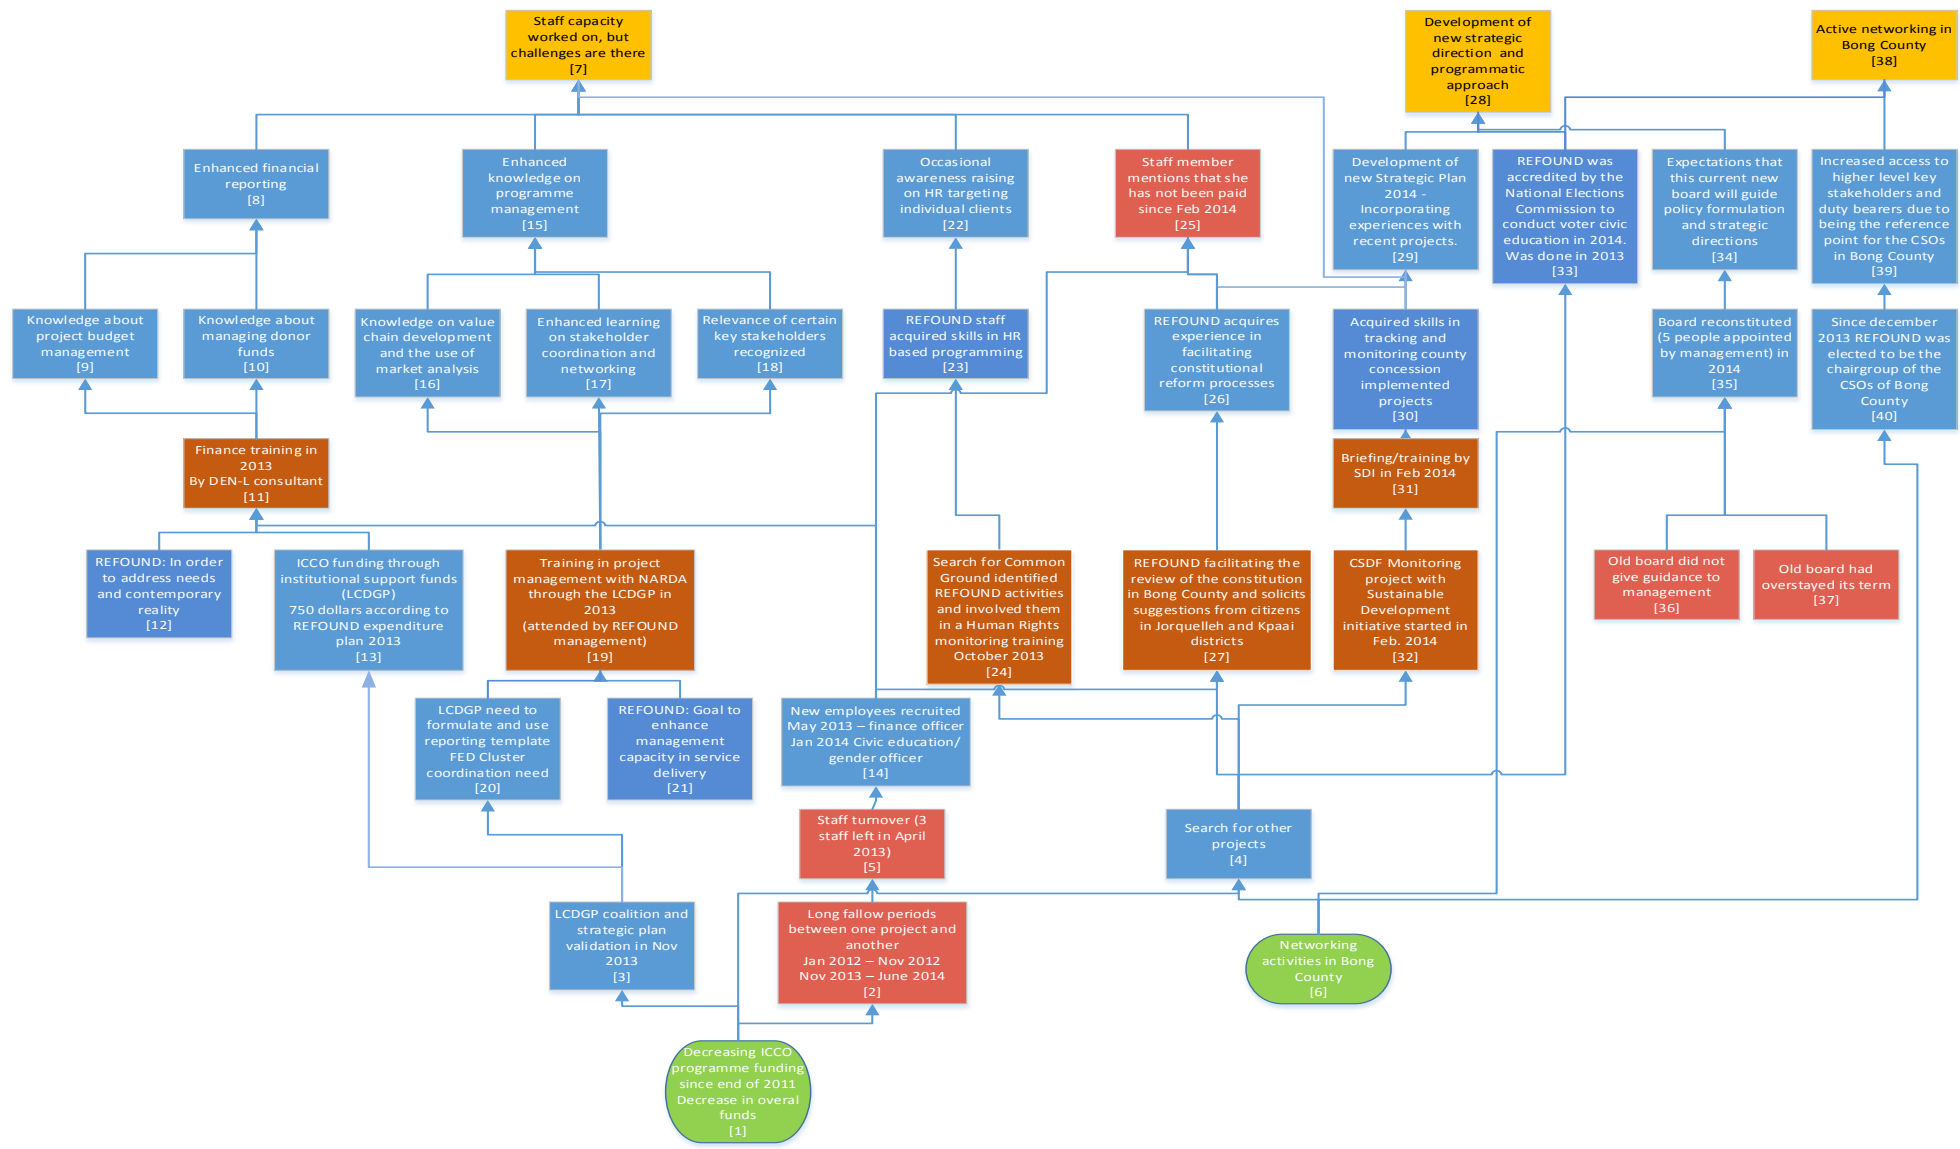 Staff capacity
worked on, but
challenges are there
[7]
Development of
new strategic
direction and
programmatic
approach
[28]
Active networking in
Bong County
[38]
Enhanced financial
reporting
[8]
Enhanced
knowledge on
programme
management
[15]
Occasional
awareness raising
on HR targeting
individual clients
[22]
Staff member
mentions that she
has not been paid
since Feb 2014
[25]
Development of
new Strategic Plan
2014 -
Incorporating
experiences with
recent projects.
[29]
REFOUND was
accredited by the
National Elections
Commission to
conduct voter civic
education in 2014.
Was done in 2013
[33]
Expectations that
this current new
board will guide
policy formulation
and strategic
directions
[34]
Increased access to
higher level key
stakeholders and
duty bearers due to
being the reference
point for the CSOs
in Bong County
[39]
Knowledge about
project budget
management
[9]
Knowledge about
managing donor
funds
[10]
Knowledge on value
chain development
and the use of
market analysis
[16]
Enhanced learning
on stakeholder
coordination and
networking
[17]
Relevance of certain
key stakeholders
recognized
[18]
REFOUND staff
acquired skills in HR
based programming
[23]
REFOUND acquires
experience in
facilitating
constitutional
reform processes
[26]
Acquired skills in
tracking and
monitoring county
concession
implemented
projects
[30]
Board reconstituted
(5 people appointed
by management) in
2014
[35]
Since december
2013 REFOUND was
elected to be the
chairgroup of the
CSOs of Bong
County
[40]
Finance training in
2013
By DEN-L consultant
[11]
Briefing/training by
SDI in Feb 2014
[31]
REFOUND: In order
to address needs
and contemporary
reality
[12]
ICCO funding through
institutional support funds
(LCDGP)
750 dollars according to
REFOUND expenditure
plan 2013
[13]
Training in project
management with NARDA
through the LCDGP in
2013
(attended by REFOUND
management)
[19]
Search for Common
Ground identified
REFOUND activities
and involved them
in a Human Rights
monitoring training
October 2013
[24]
REFOUND facilitating the
review of the constitution
in Bong County and solicits
suggestions from citizens
in Jorquelleh and Kpaai
districts
[27]
CSDF Monitoring
project with
Sustainable
Development
initiative started in
Feb. 2014
[32]
Old board did not
give guidance to
management
[36]
Old board had
overstayed its term
[37]
LCDGP need to
formulate and use
reporting template
FED Cluster
coordination need
[20]
REFOUND: Goal to
enhance
management
capacity in service
delivery
[21]
New employees recruited
May 2013 – finance officer
Jan 2014 Civic education/
gender officer
[14]
Staff turnover (3
staff left in April
2013)
[5]
Search for other
projects
[4]
LCDGP coalition and
strategic plan
validation in Nov
2013
[3]
Long fallow periods
between one project and
another
Jan 2012 – Nov 2012
Nov 2013 – June 2014
[2]
Networking
activities in Bong
County
[6]
Decreasing ICCO
programme funding
since end of 2011
Decrease in overal
funds
[1]